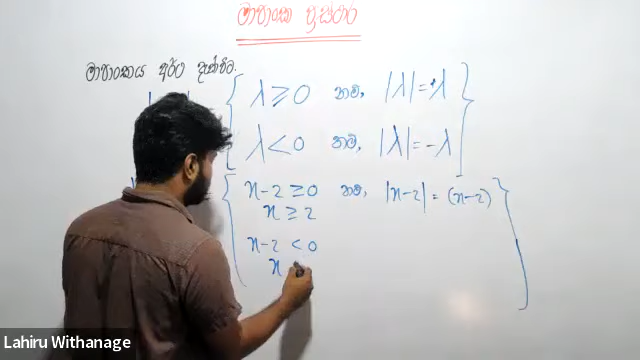 මාපාංක ප්‍රස්ථාර
මාපාංකය අර්ථ දැක්වීම.
λ ≥ 0 නම්, |λ| = λ
λ < 0 නම්, |λ| = -λ
x-2 ≥ 0 නම්, |x-2| = (x-2)
x ≥ 2
x-2 < 0
x
Lahiru Withanage